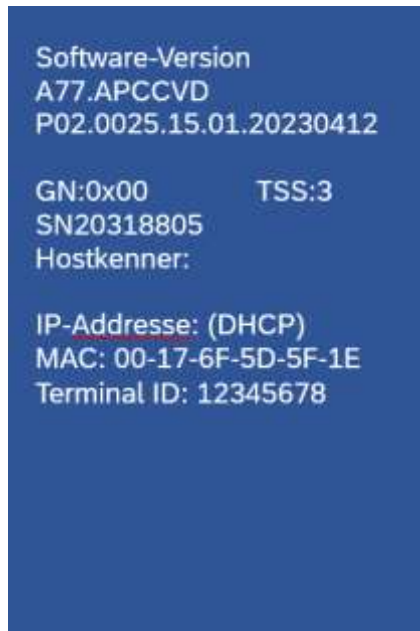 Software-Version
A77.APCCVD
P02.0025.15.01.20230412
GN:0x00 TSS:3
SN20318805
Hostkenner:
IP-Addresse: (DHCP)
MAC: 00-17-6F-5D-5F-1E
Terminal ID: 12345678